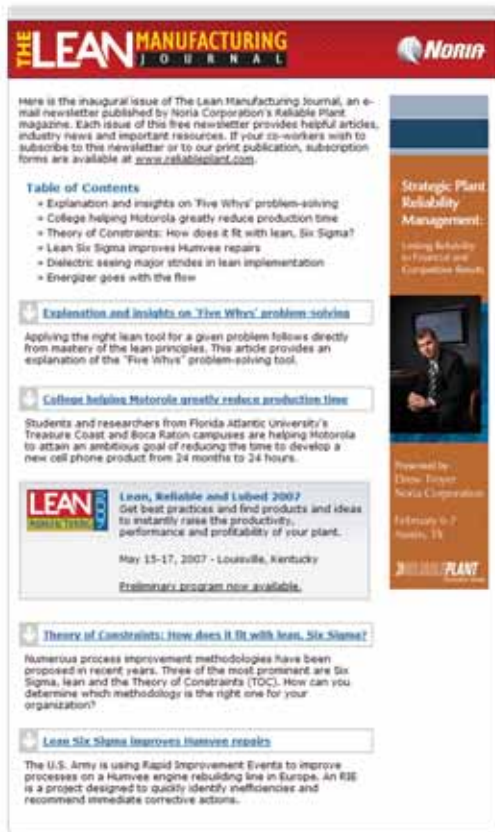 THE LEAN MANUFACTURING
JOURNAL
NORIA
Here is the inaugural issue of The Lean Manufacturing Journal, an e-
mail newsletter published by Noria Corporation's Reliable Plant
magazine. Each issue of this free newsletter provides helpful articles,
industry news and important resources. If your co-workers wish to
subscribe to this newsletter or to our print publication, subscription
forms are available at www.reliableplant.com.
Table of Contents
» Explanation and insights on 'Five Whys' problem-solving
» College helping Motorola greatly reduce production time
» Theory of Constraints: How does it fit with lean, Six Sigma?
» Lean Six Sigma improves Humvee repairs
» Dielectric seeing major strides in lean implementation
» Energizer goes with the flow
Explanation and insights on 'Five Whys' problem-solving
Applying the right lean tool for a given problem follows directly
from mastery of the lean principles. This article provides an
explanation of the "Five Whys" problem-solving tool.
College helping Motorola greatly reduce production time
Students and researchers from Florida Atlantic University's
Treasure Coast and Boca Raton campuses are helping Motorola
to attain an ambitious goal of reducing the time to develop a
new cell phone product from 24 months to 24 hours.
LEAN
MANUFACTURING
2007
Lean, Reliable and Lubed 2007
Get best practices and find products and ideas
to instantly raise the productivity,
performance and profitability of your plant.
May 15-17, 2007 - Louisville, Kentucky
Preliminary program now available.
Theory of Constraints: How does it fit with lean, Six Sigma?
Numerous process improvement methodologies have been
proposed in recent years. Three of the most prominent are Six
Sigma, lean and the Theory of Constraints (TOC). How can you
determine which methodology is the right one for your
organization?
Lean Six Sigma improves Humvee repairs
The U.S. Army is using Rapid Improvement Events to improve
processes on a Humvee engine rebuilding line in Europe. An RIE
is a project designed to quickly identify inefficiencies and
recommend immediate corrective actions.
Strategic Plant
Reliability
Management:
Linking Reliability
to Financial and
Competitive Results
Presented by
Drew Troyer
Noria Corporation
February 6-7
Austin, TX
RELIABLE PLANT